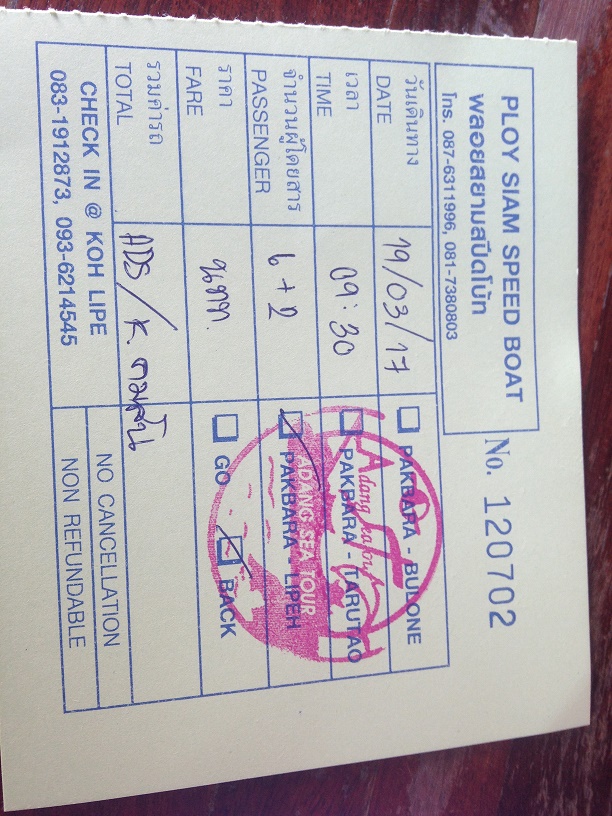 PLOY SIAM SPEED BOAT
พลอยสยามสปีดโบ๊ท
โทร. 087-6311996, 081-7380803
No. 120702
วันเดินทาง
DATE
19/03/17
PAKBARA - BULONE
เวลา
TIME
09:30
PAKBARA - TARUTAO
จำนวนผู้โดยสาร
PASSENGER
6+2
PAKBARA - LIPEH
ราคา
FARE
GO
BACK
รวมค่ารถ
TOTAL
ADS / K.
CHECK IN @ KOH LIPE
083-1912873, 093-6214545
NO CANCELLATION
NON REFUNDABLE
Adang Sea Tour
ADANG SEA TOUR